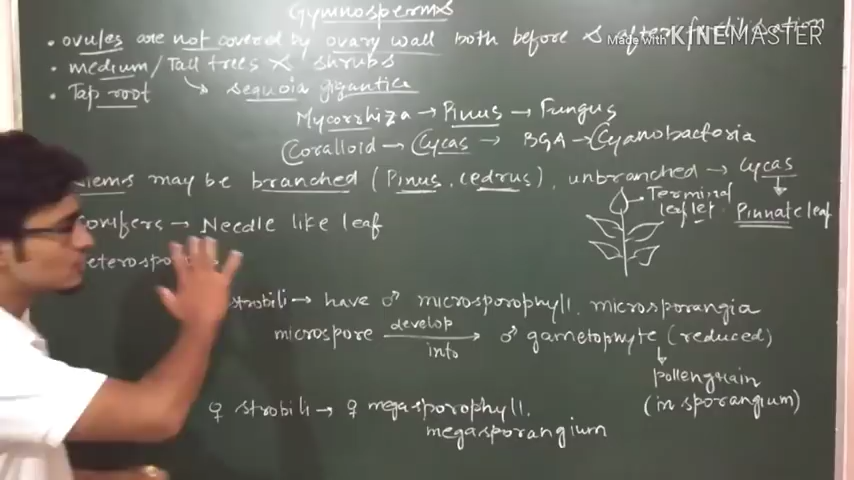 Gymnosperms
• ovules are not covered by ovary wall both before & after fertilisation
Made with KINEMASTER
• medium/Tall trees & shrubs
• Tap root → sequoia gigantica
Mycorrhiza → Pinus → Fungus
Coralloid → Cycas → BGA → Cyanobacteria
stems may be branched (Pinus, cedrus), unbranched → Cycas
Terminal leaflet
Pinnate leaf
conifers → Needle like leaf
strobili → have ♂ microsporophyll. microsporangia
microspore develop into → ♂ gametophyte (reduced)
pollengrain
(in sporangium)
♀ strobili → ♀ megasporophyll.
megasporangium